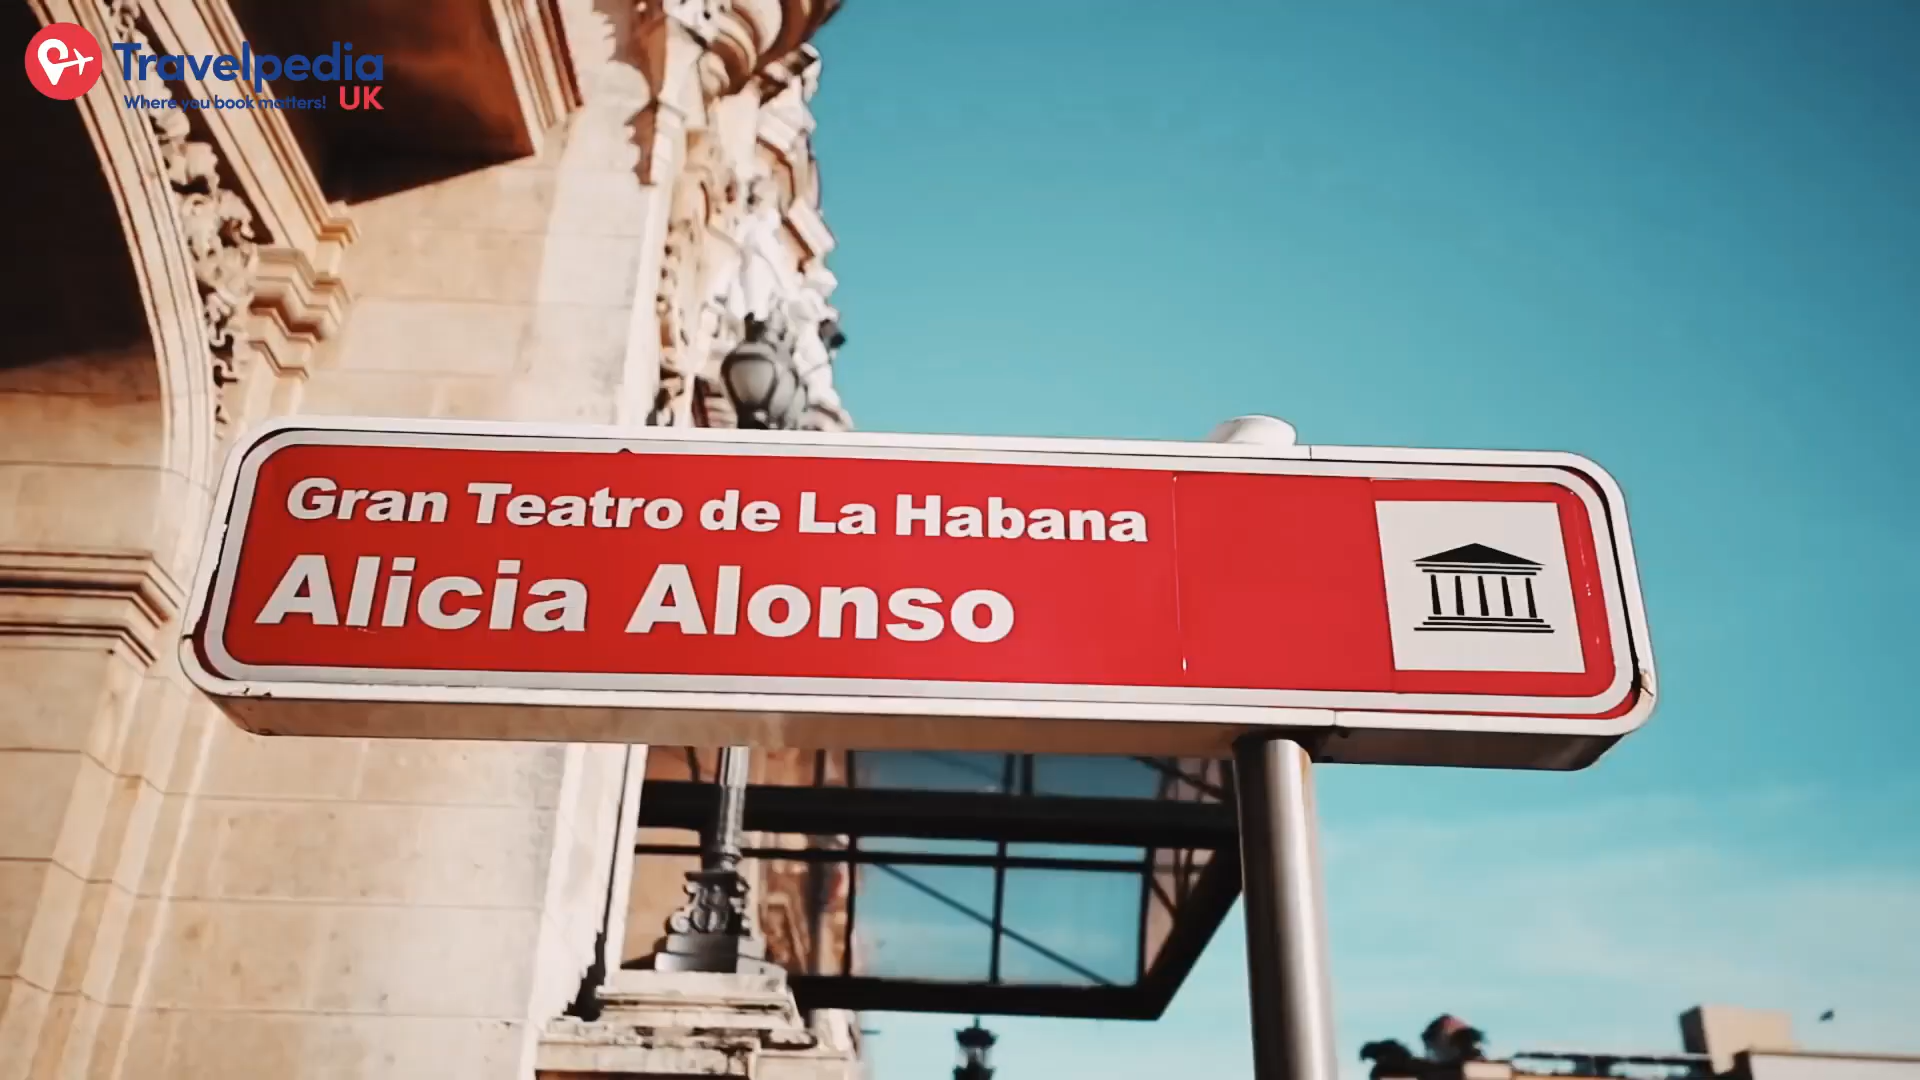 Travelpedia
Where you book matters! UK
Gran Teatro de La Habana
Alicia Alonso